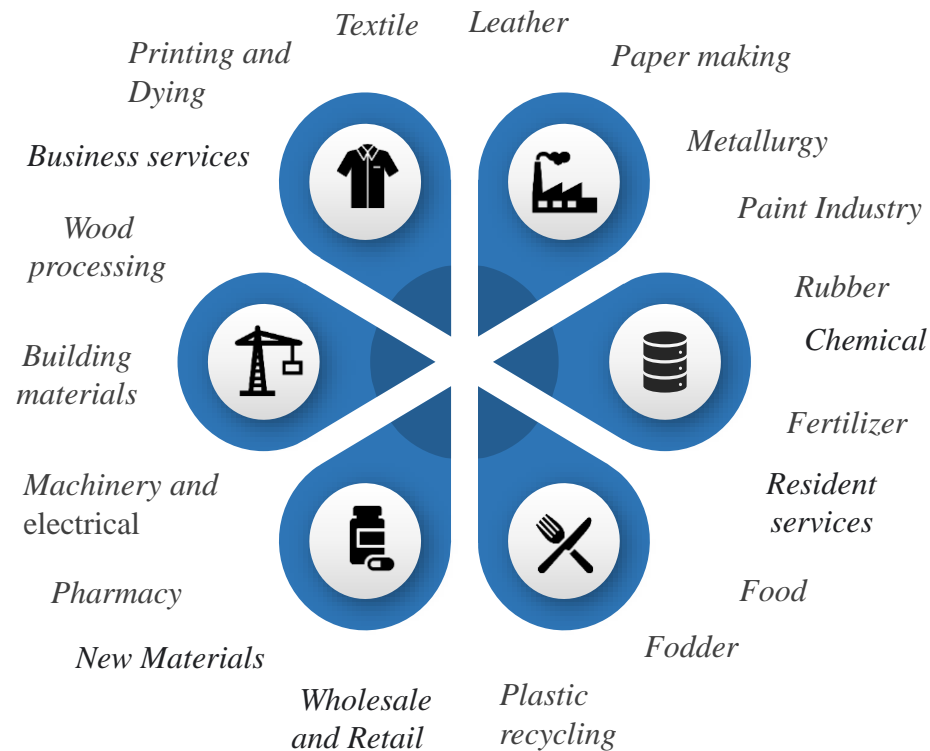 Textile
Leather
Printing and
Dying
Paper making
Business services
Metallurgy
Paint Industry
Wood
processing
Rubber
Chemical
Building
materials
Fertilizer
Machinery and
electrical
Resident
services
Pharmacy
Food
New Materials
Fodder
Wholesale
and Retail
Plastic
recycling